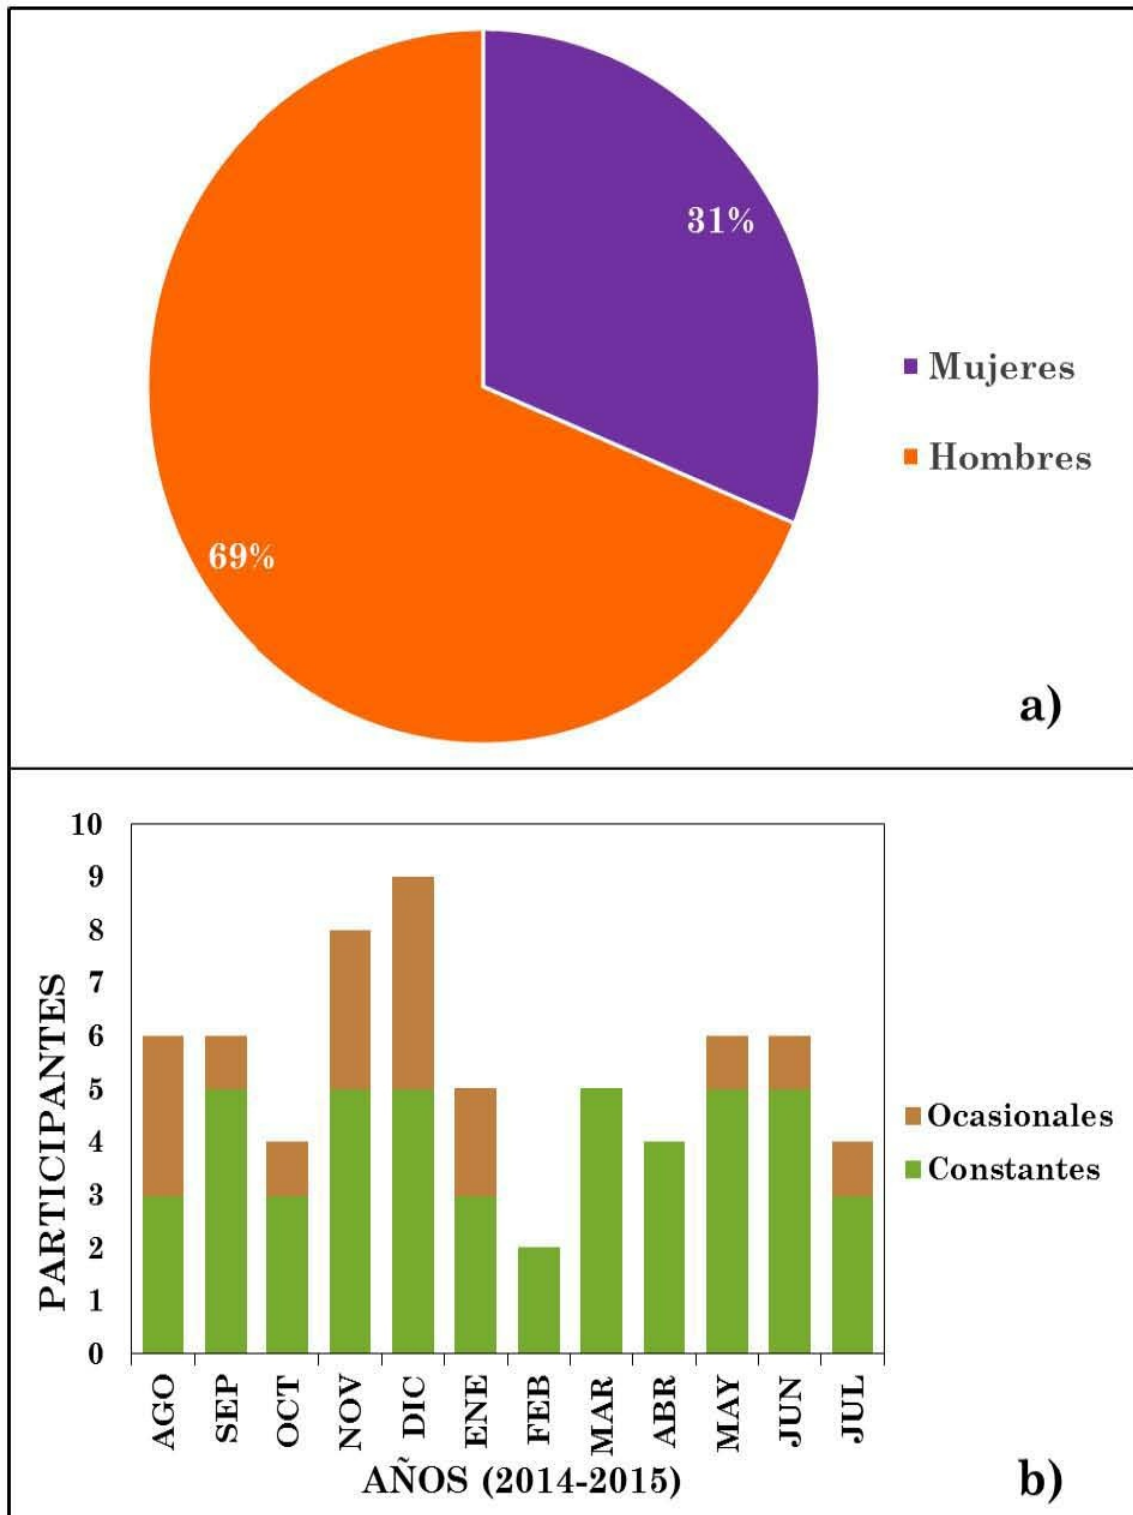 31%
69%
Mujeres
Hombres
a)
10
9
8
7
6
5
4
3
2
1
0
PARTICIPANTES
AGO
SEP
OCT
NOV
DIC
ENE
FEB
MAR
ABR
MAY
JUN
JUL
AÑOS (2014-2015)
Ocasionales
Constantes
b)